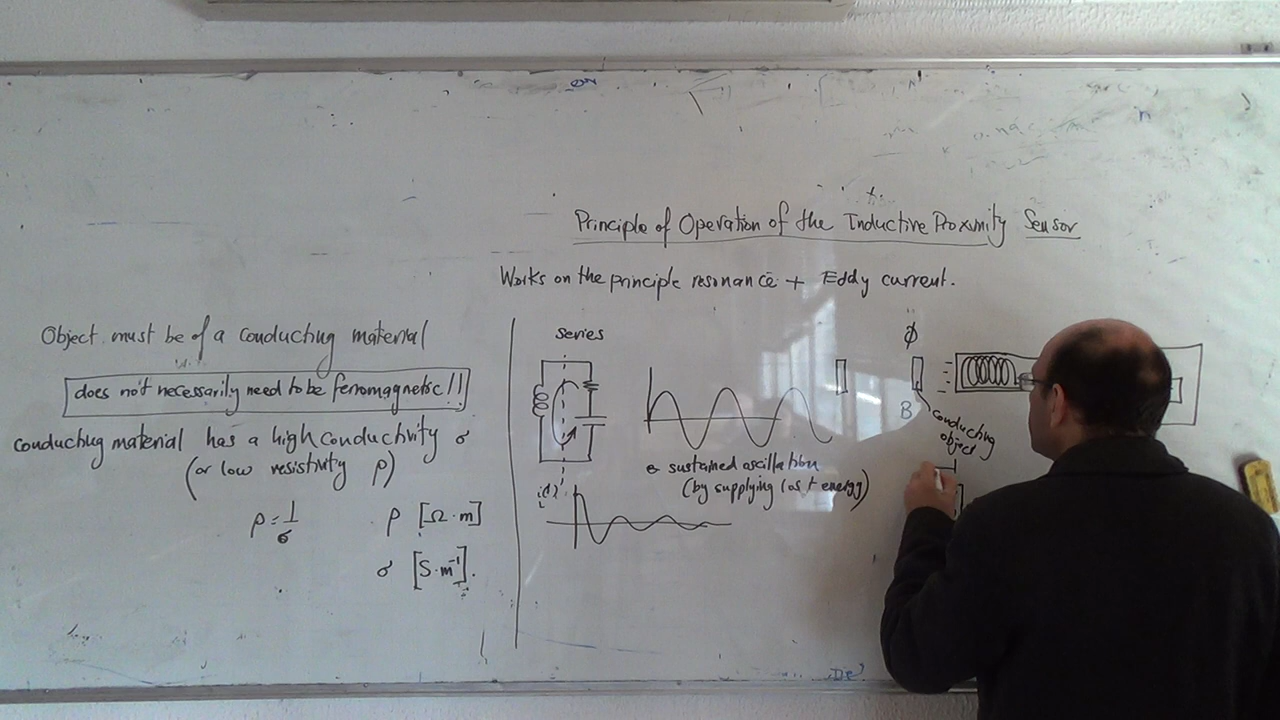 Principle of Operation of the Inductive Proximity Sensor
Works on the principle resonance + Eddy current.
Object must be of a conducting material
does not necessarily need to be ferromagnetic!!
conducting material has a high conductivity σ
(or low resistivity ρ)
ρ = 1/σ
ρ [Ω·m]
σ [S·m⁻¹].
series
sustained oscillation
(by supplying lost energy)
ϕ
B
conducting
object